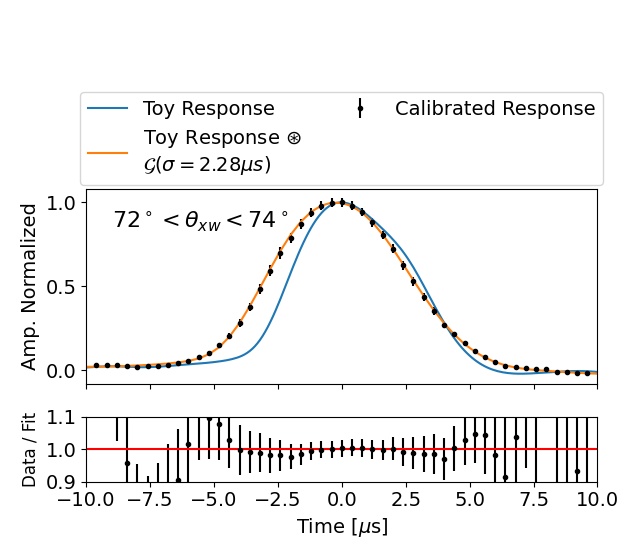 Toy Response
Calibrated Response
Toy Response ⊛
𝒢(σ = 2.28μs)
72° < θxw < 74°
Amp. Normalized
1.0
0.5
0.0
Data / Fit
1.1
1.0
0.9
−10.0 −7.5 −5.0 −2.5 0.0 2.5 5.0 7.5 10.0
Time [μs]